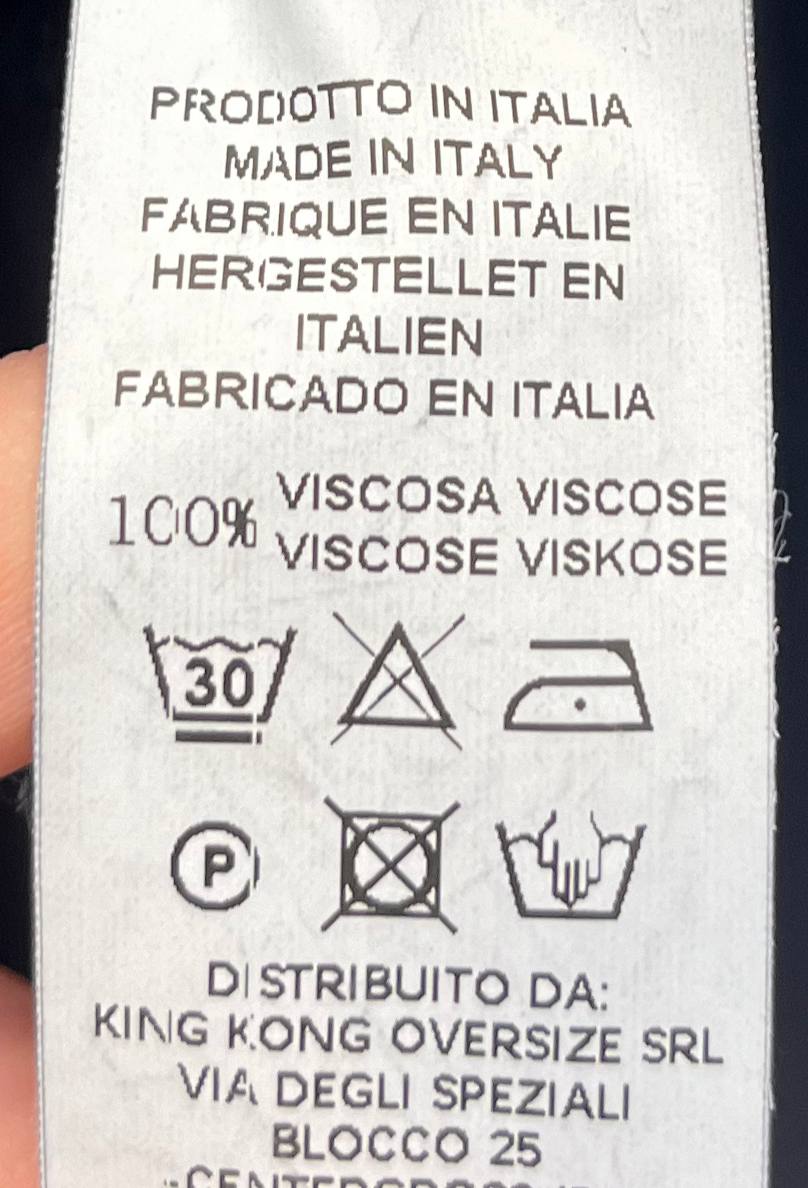 PRODOTTO IN ITALIA
MADE IN ITALY
FABRIQUE EN ITALIE
HERGESTELLET EN
ITALIEN
FABRICADO EN ITALIA
100% VISCOSA VISCOSE
VISCOSE VISKOSE
30
P
DISTRIBUITO DA:
KING KONG OVERSIZE SRL
VIA DEGLI SPEZIALI
BLOCCO 25